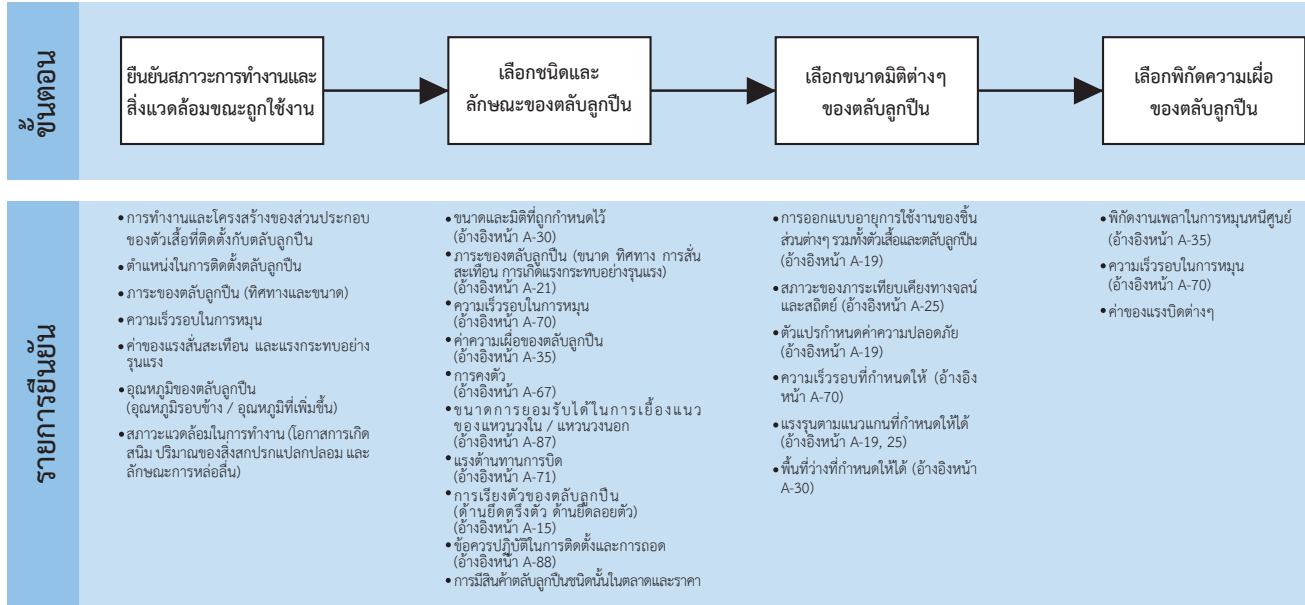 ขั้นตอน
ยืนยันสภาวะการทำงานและ
สิ่งแวดล้อมขณะถูกใช้งาน
เลือกชนิดและ
ลักษณะของตลับลูกปืน
เลือกขนาดมิติต่างๆ
ของตลับลูกปืน
เลือกพิกัดความเผื่อ
ของตลับลูกปืน
รายการยืนยัน
•การทำงานและโครงสร้างของส่วนประกอบ
ของตัวเสื้อที่ติดตั้งกับตลับลูกปืน
•ตำแหน่งในการติดตั้งตลับลูกปืน
•ภาระของตลับลูกปืน (ทิศทางและขนาด)
•ความเร็วรอบในการหมุน
•ค่าของแรงสั่นสะเทือน และแรงกระทบอย่าง
รุนแรง
•อุณหภูมิของตลับลูกปืน
(อุณหภูมิรอบข้าง / อุณหภูมิที่เพิ่มขึ้น)
•สภาวะแวดล้อมในการทำงาน (โอกาสการเกิด
สนิม ปริมาณของสิ่งสกปรกแปลกปลอม และ
ลักษณะการหล่อลื่น)
•ขนาดและมิติที่ถูกกำหนดไว้
(อ้างอิงหน้า A-30)
•ภาระของตลับลูกปืน (ขนาด ทิศทาง การสั่น
สะเทือน การเกิดแรงกระทบอย่างรุนแรง)
(อ้างอิงหน้า A-21)
•ความเร็วรอบในการหมุน
(อ้างอิงหน้า A-70)
•ค่าความเผื่อของตลับลูกปืน
(อ้างอิงหน้า A-35)
•การคงตัว
(อ้างอิงหน้า A-67)
•ขนาดการยอมรับได้ในการเยื้องแนว
ของแหวนวงใน / แหวนวงนอก
(อ้างอิงหน้า A-87)
•แรงต้านทานการบิด
(อ้างอิงหน้า A-71)
•การเรียงตัวของตลับลูกปืน
(ด้านยึดตรึงตัว ด้านยึดลอยตัว)
(อ้างอิงหน้า A-15)
•ข้อควรปฏิบัติในการติดตั้งและการถอด
(อ้างอิงหน้า A-88)
•การมีสินค้าตลับลูกปืนชนิดนั้นในตลาดและราคา
•การออกแบบอายุการใช้งานของชิ้น
ส่วนต่างๆ รวมทั้งตัวเสื้อและตลับลูกปืน
(อ้างอิงหน้า A-19)
•สภาวะของภาระเทียบเคียงทางจลน์
และสถิตย์ (อ้างอิงหน้า A-25)
•ตัวแปรกำหนดค่าความปลอดภัย
(อ้างอิงหน้า A-19)
•ความเร็วรอบที่กำหนดให้ (อ้างอิง
หน้า A-70)
•แรงรุนตามแนวแกนที่กำหนดให้ได้
(อ้างอิงหน้า A-19, 25)
•พื้นที่ว่างที่กำหนดให้ได้ (อ้างอิงหน้า
A-30)
•พิกัดงานเพลาในการหมุนหนีศูนย์
(อ้างอิงหน้า A-35)
•ความเร็วรอบในการหมุน
(อ้างอิงหน้า A-70)
•ค่าของแรงบิดต่างๆ